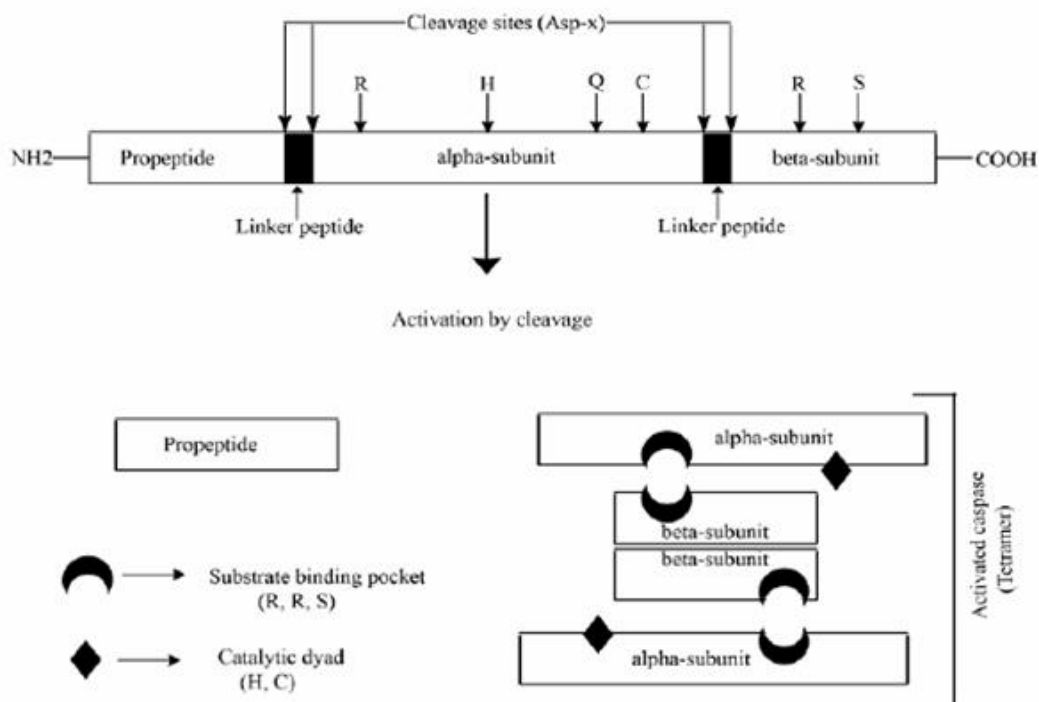 Cleavage sites (Asp-x)
R H Q C R S
NH2 Propeptide alpha-subunit beta-subunit COOH
Linker peptide Linker peptide
Activation by cleavage
Propeptide
Substrate binding pocket
(R, R, S)
Catalytic dyad
(H, C)
alpha-subunit
beta-subunit
beta-subunit
alpha-subunit
Activated caspase
(Tetramer)